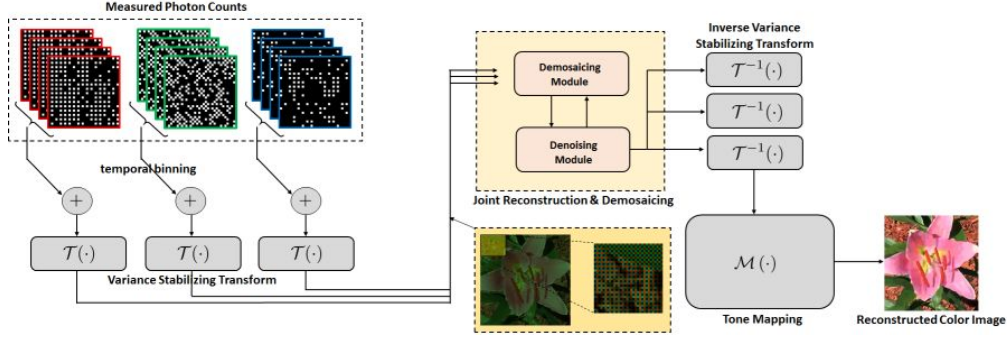 Measured Photon Counts
temporal binning
+
+
+
T(·)
T(·)
T(·)
Variance Stabilizing Transform
Demosaicing
Module
Denoising
Module
Joint Reconstruction & Demosaicing
Inverse Variance
Stabilizing Transform
T⁻¹(·)
T⁻¹(·)
T⁻¹(·)
M(·)
Tone Mapping
Reconstructed Color Image